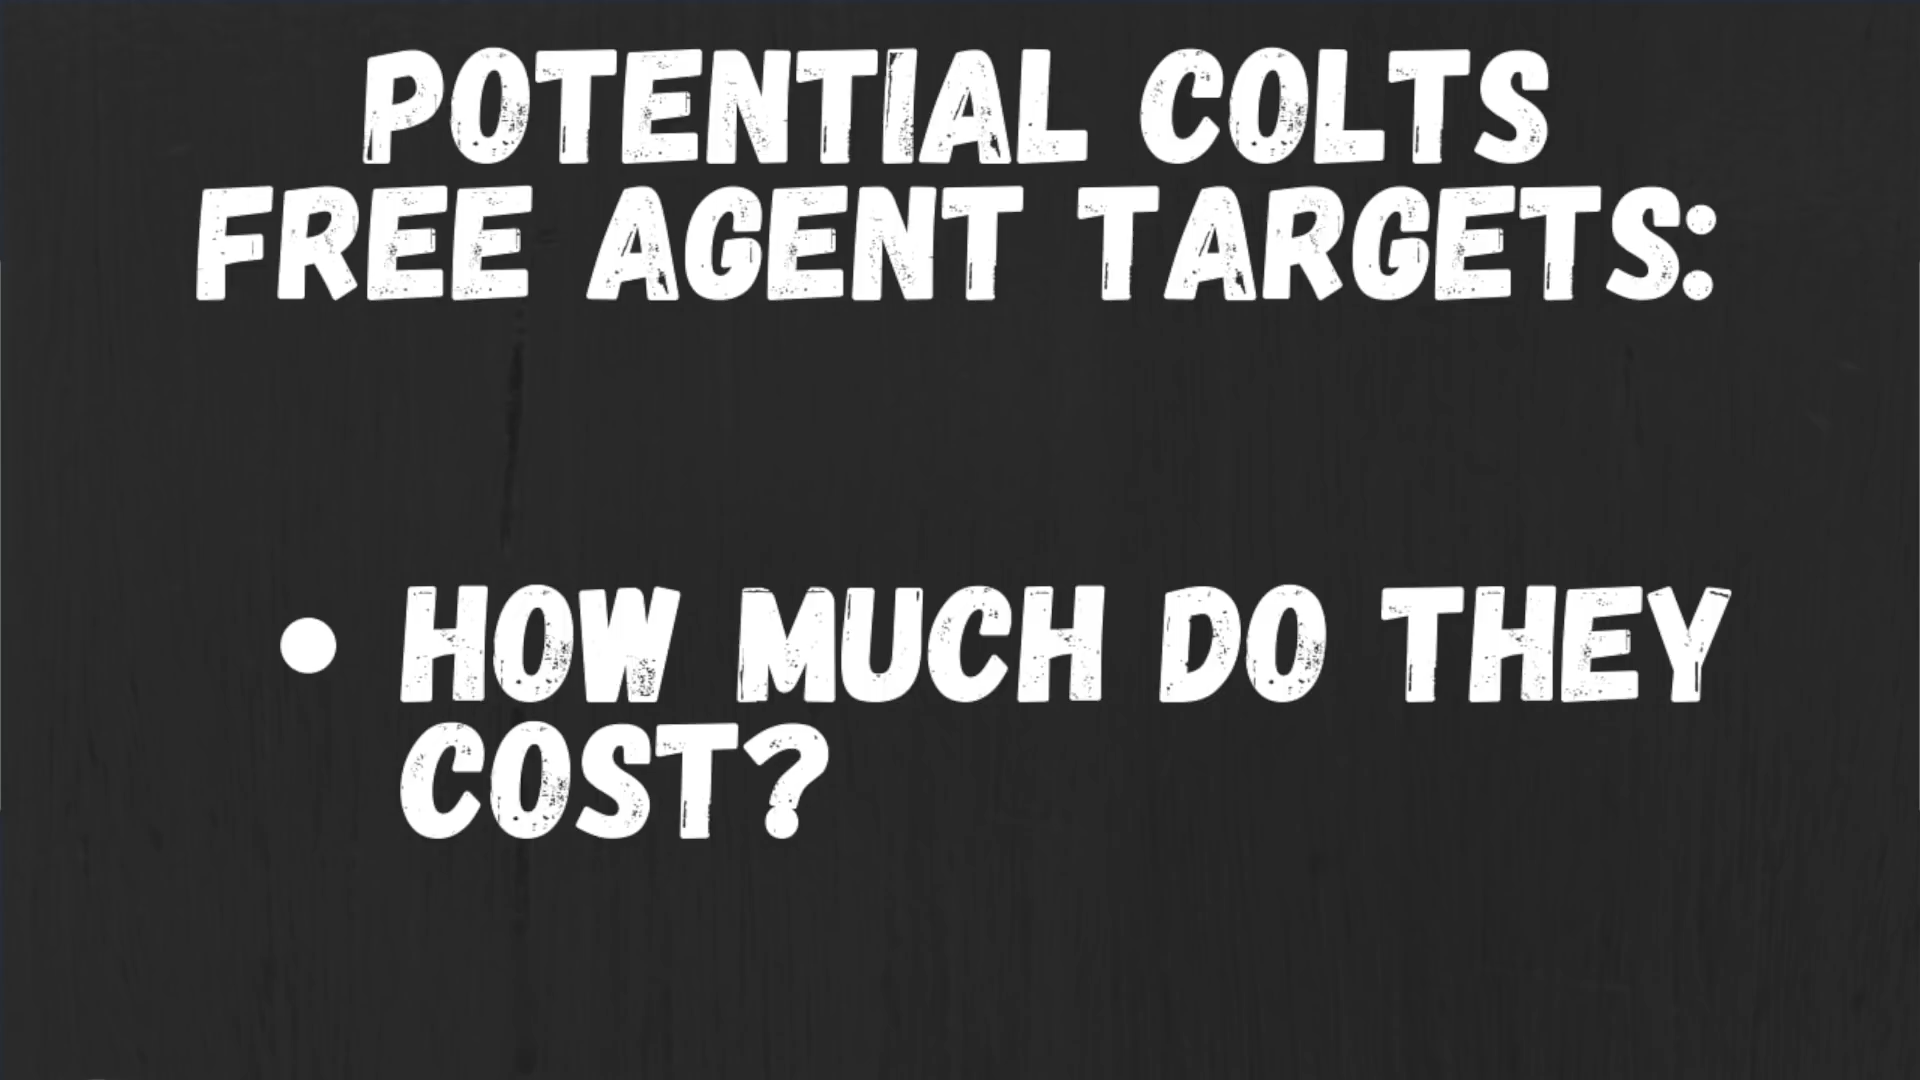 POTENTIAL COLTS
FREE AGENT TARGETS:
• HOW MUCH DO THEY
COST?